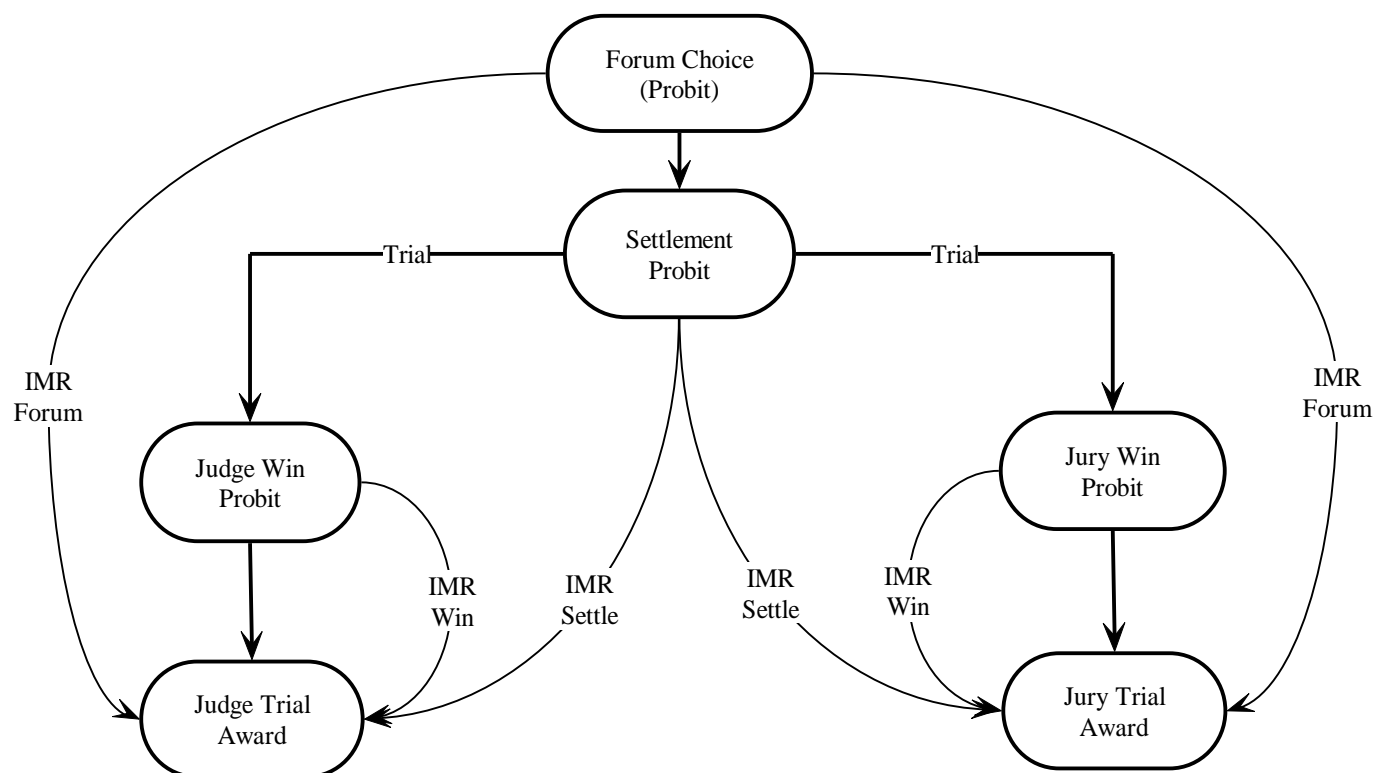 Forum Choice
(Probit)
Settlement
Probit
Trial
Trial
IMR
Forum
IMR
Forum
Judge Win
Probit
Jury Win
Probit
IMR
Win
IMR
Settle
IMR
Settle
IMR
Win
Judge Trial
Award
Jury Trial
Award